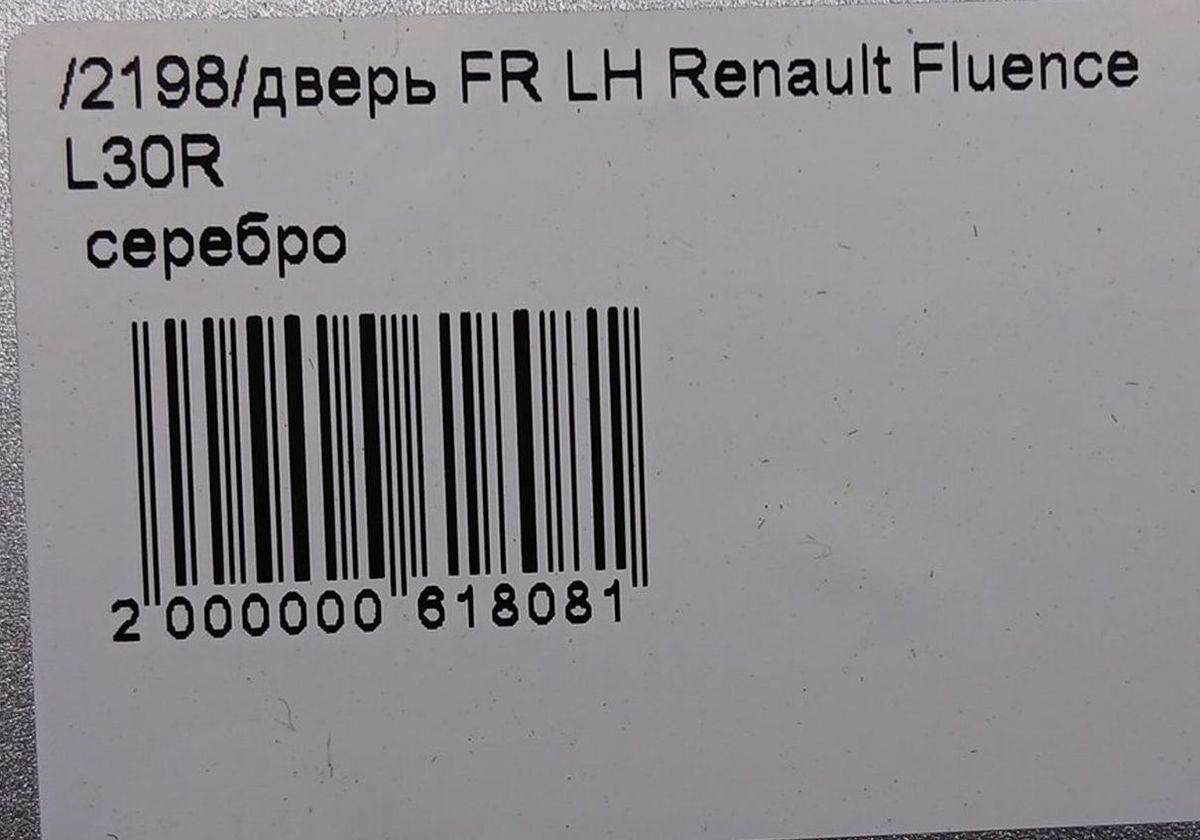 /2198/дверь FR LH Renault Fluence
L30R
серебро
2 000000 618081